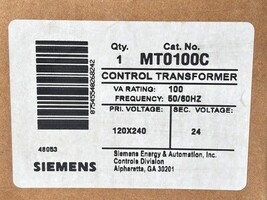 Qty. Cat. No.
1 MT0100C
CONTROL TRANSFORMER
VA RATING: 100
FREQUENCY: 50/60HZ
PRI. VOLTAGE: SEC. VOLTAGE:
120X240 24
48053
SIEMENS
Siemens Energy & Automation, Inc.
Controls Division
Alpharetta, GA 30201